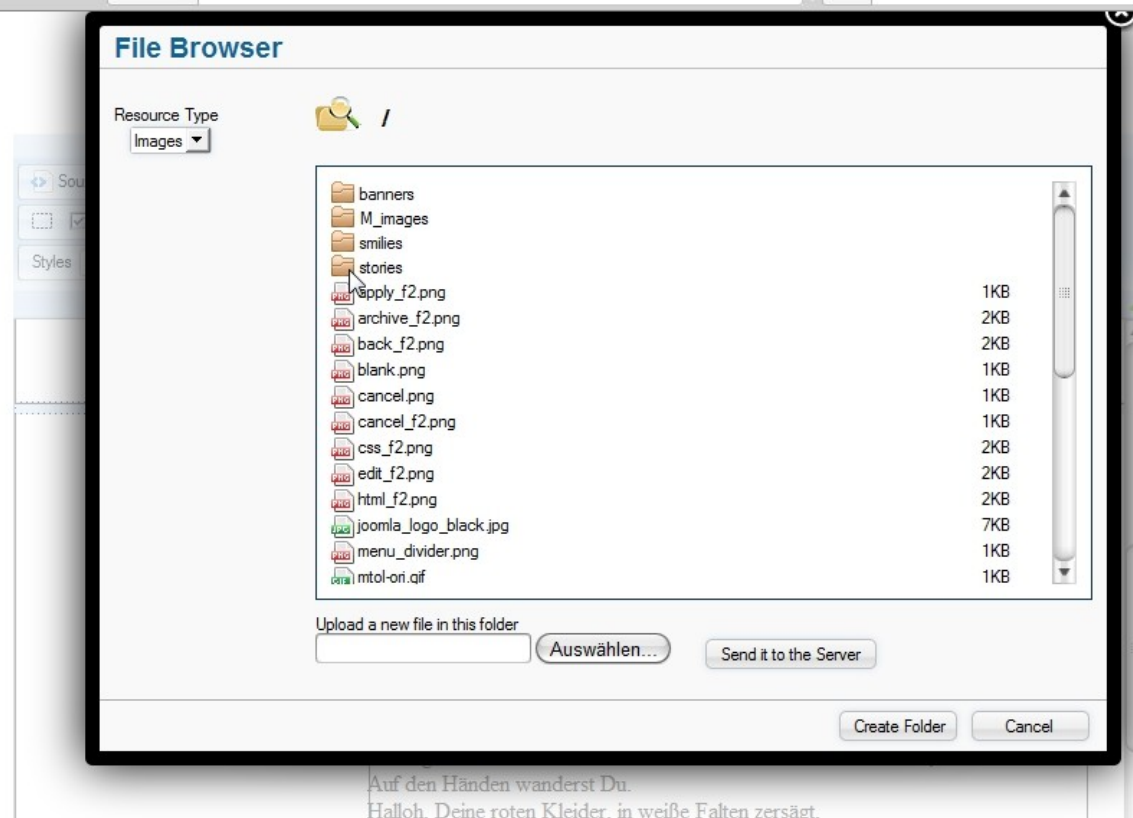 File Browser
Resource Type
Images
/
Sou
Styles
banners
M_images
smilies
stories
apply_f2.png 1KB
archive_f2.png 2KB
back_f2.png 2KB
blank.png 1KB
cancel.png 1KB
cancel_f2.png 1KB
css_f2.png 2KB
edit_f2.png 2KB
html_f2.png 2KB
joomla_logo_black.jpg 7KB
menu_divider.png 1KB
mtol-ori.gif 1KB
Upload a new file in this folder
Auswählen...
Send it to the Server
Create Folder
Cancel
Auf den Händen wanderst Du.
Halloh, Deine roten Kleider, in weiße Falten zersägt.